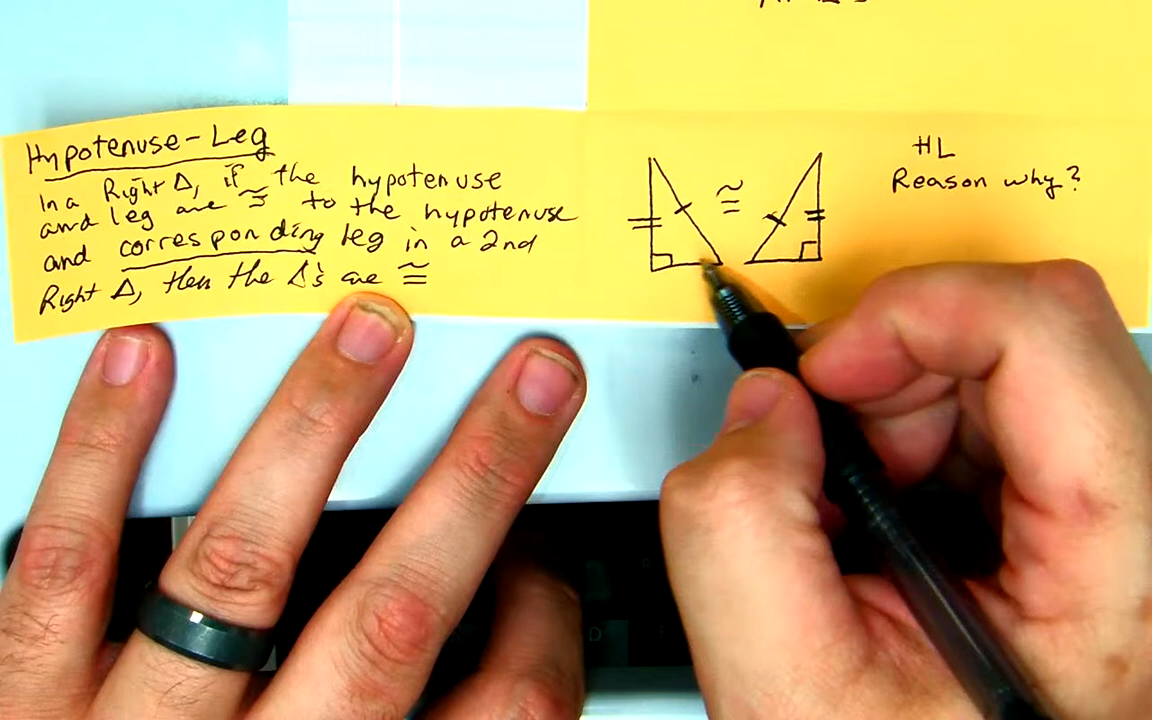 Hypotenuse-Leg
In a Right Δ, if the hypotenuse
and leg are ≅ to the hypotenuse
and corresponding leg in a 2nd
Right Δ, then the Δ's are ≅
≅
HL
Reason why?